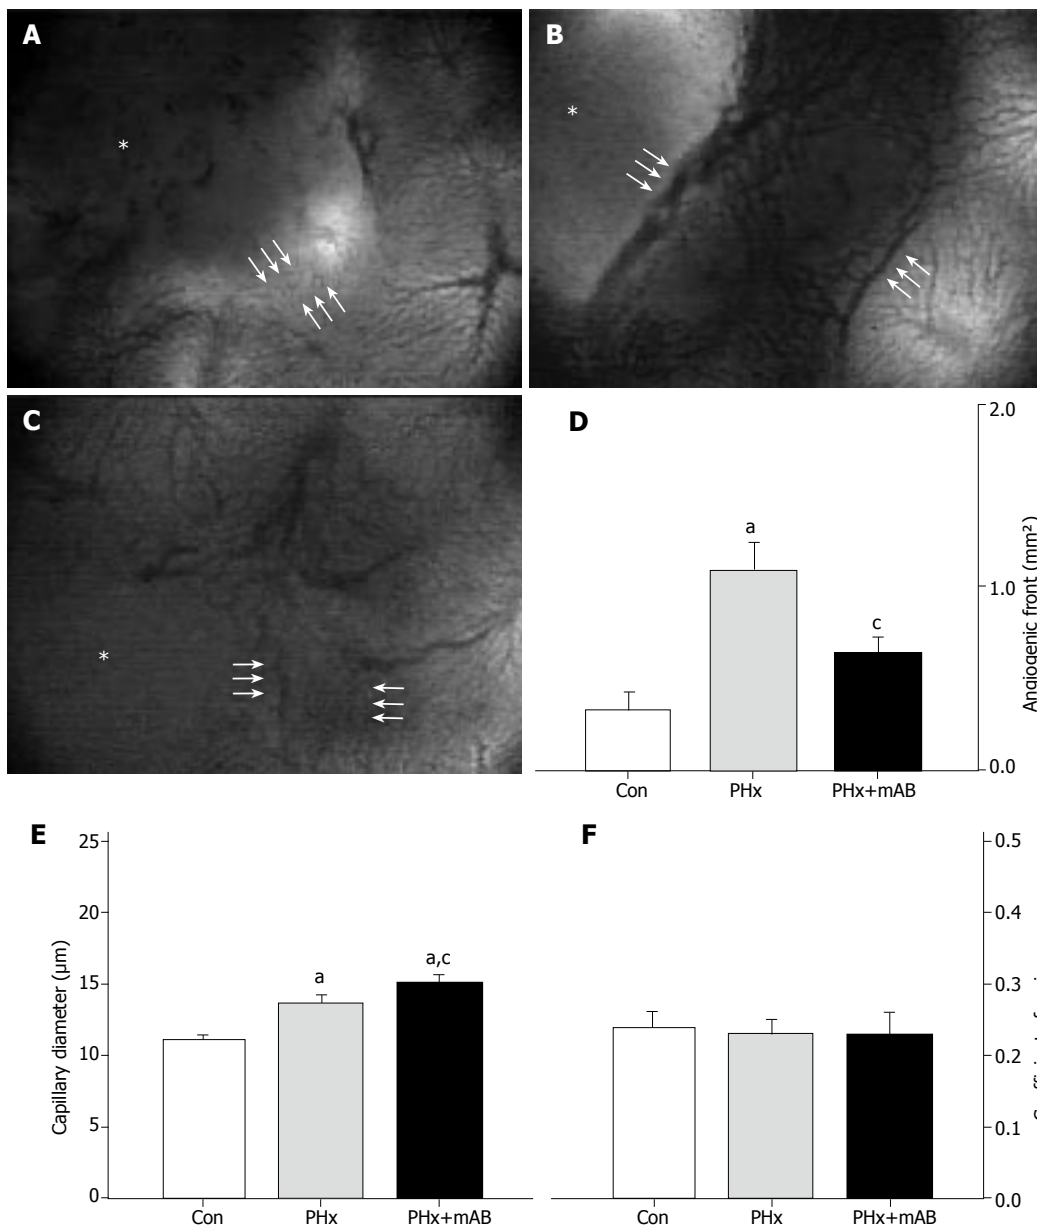 A
*
B
*
C
*
D
2.0
1.0
0.0
Angiogenic front (mm²)
a
c
Con
PHx
PHx+mAB
E
25
20
15
10
5
0
Capillary diameter (µm)
a
a,c
Con
PHx
PHx+mAB
F
0.5
0.4
0.3
0.2
0.1
0.0
Con
PHx
PHx+mAB